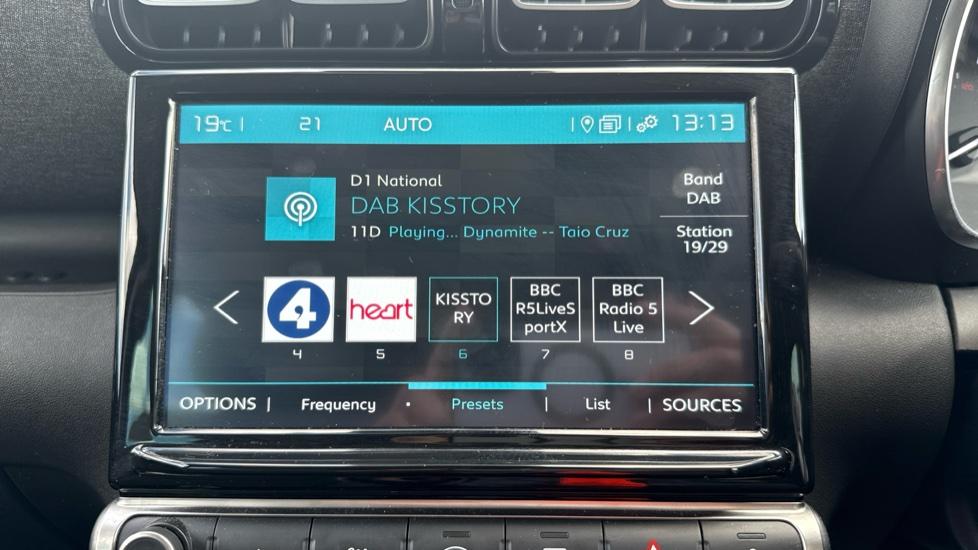 19°C | 21 AUTO | | 13:13
D1 National
DAB KISSTORY
11D Playing... Dynamite -- Taio Cruz
Band
DAB
Station
19/29
4
heart
KISSTO
RY
BBC
R5LiveS
portX
BBC
Radio 5
Live
4 5 6 7 8
OPTIONS | Frequency • Presets | List | SOURCES